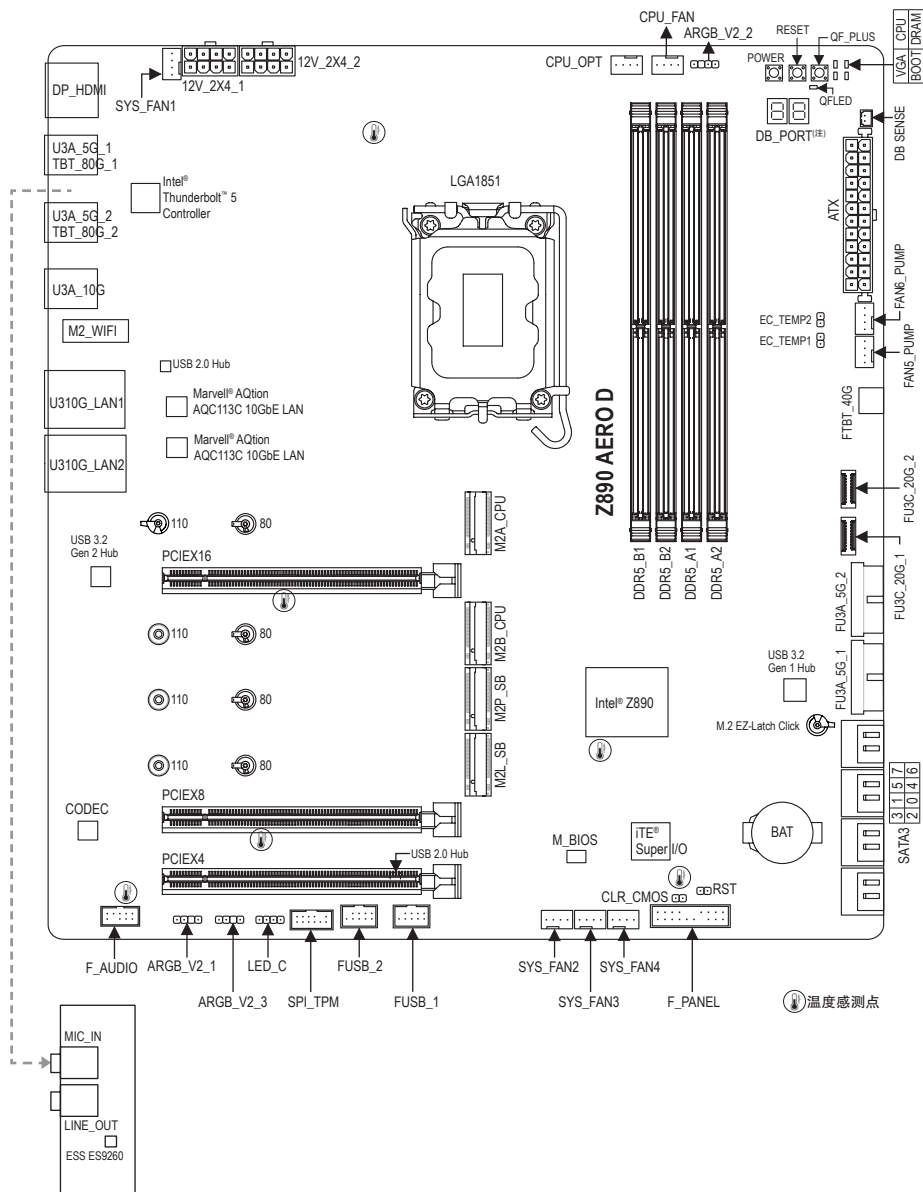 CPU_FAN
ARGB_V2_2
RESET
QF_PLUS
CPU
DRAM
VGA
BOOT
CPU_OPT
POWER
12V_2X4_2
12V_2X4_1
SYS_FAN1
DP_HDMI
QFLED
DB_PORT(注)
DB SENSE
U3A_5G_1
TBT_80G_1
Intel®
Thunderbolt™ 5
Controller
LGA1851
U3A_5G_2
TBT_80G_2
ATX
U3A_10G
FAN6_PUMP
M2_WIFI
EC_TEMP2
EC_TEMP1
FAN5_PUMP
USB 2.0 Hub
U310G_LAN1
Marvell® AQtion
AQC113C 10GbE LAN
FTBT_40G
U310G_LAN2
Marvell® AQtion
AQC113C 10GbE LAN
Z890 AERO D
FU3C_20G_2
110
80
M2A_CPU
USB 3.2
Gen 2 Hub
PCIEX16
DDR5_B1
DDR5_B2
DDR5_A1
DDR5_A2
FU3C_20G_1
FU3A_5G_2
110
80
M2B_CPU
USB 3.2
Gen 1 Hub
FU3A_5G_1
110
80
M2P_SB
Intel® Z890
M.2 EZ-Latch Click
110
80
M2L_SB
3 1 5 7
2 0 4 6
SATA3
PCIEX8
CODEC
BAT
iTE®
Super I/O
M_BIOS
PCIEX4
USB 2.0 Hub
RST
CLR_CMOS
F_AUDIO
ARGB_V2_1
LED_C
FUSB_2
SYS_FAN2
SYS_FAN4
ARGB_V2_3
SPI_TPM
FUSB_1
SYS_FAN3
F_PANEL
温度感测点
MIC_IN
LINE_OUT
ESS ES9260